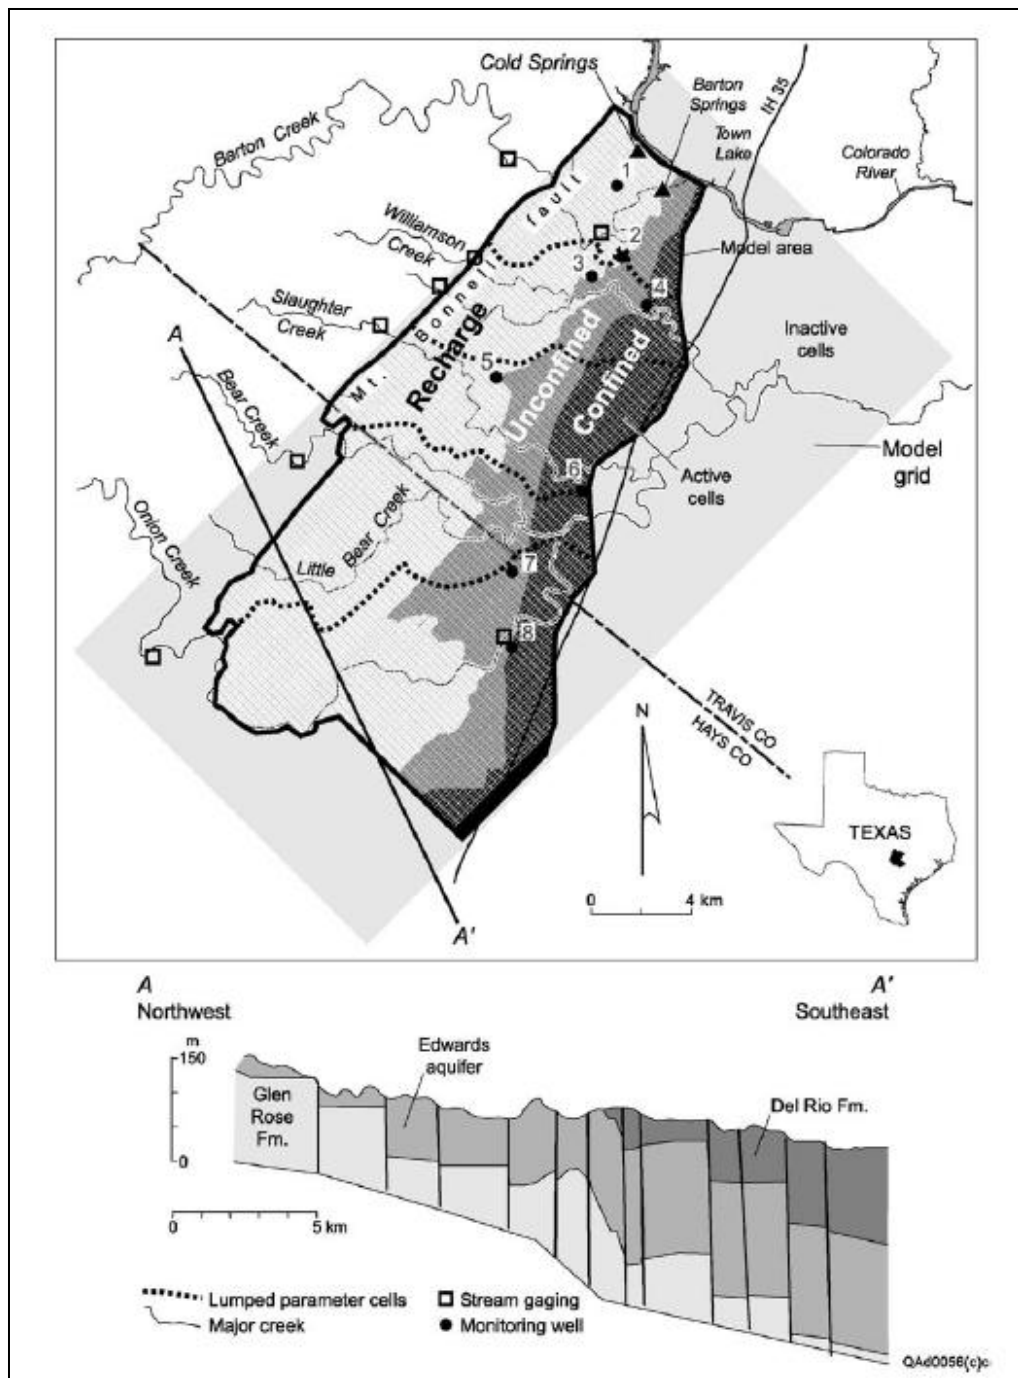 Cold Springs
Barton
Springs
IH 35
Town
Lake
Colorado
River
Barton Creek
1
fault
Williamson
Creek
2
Model area
3
4
Bonnell
Slaughter
Creek
Inactive
cells
A
Recharge
Unconfined
Confined
5
Mt.
Bear Creek
Model
grid
Active
cells
6
Onion Creek
Little Bear Creek
7
8
N
TRAVIS CO
HAYS CO
TEXAS
0 4 km
A'
A
Northwest
A'
Southeast
m
150
0
Edwards
aquifer
Del Rio Fm.
Glen
Rose
Fm.
0 5 km
Lumped parameter cells
Stream gaging
Major creek
Monitoring well
QAd0056(c)c